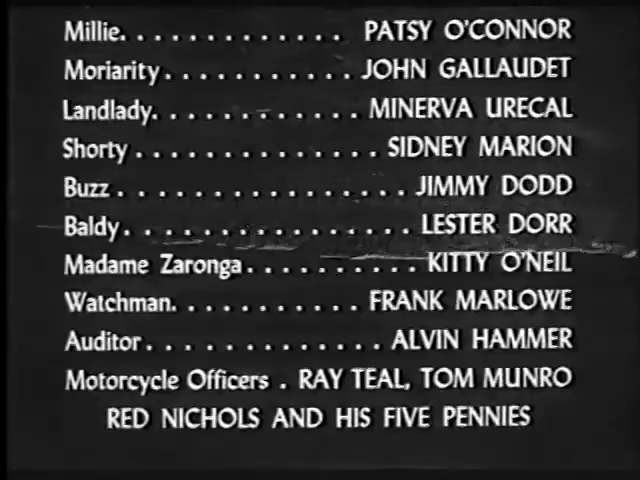 Millie. . . . . . . . . . . . . PATSY O'CONNOR
Moriarity . . . . . . . . . . . JOHN GALLAUDET
Landlady. . . . . . . . . . . . MINERVA URECAL
Shorty . . . . . . . . . . . . . . SIDNEY MARION
Buzz . . . . . . . . . . . . . . . . JIMMY DODD
Baldy . . . . . . . . . . . . . . . LESTER DORR
Madame Zaronga . . . . . . . . . . KITTY O'NEIL
Watchman. . . . . . . . . . . . FRANK MARLOWE
Auditor . . . . . . . . . . . . . ALVIN HAMMER
Motorcycle Officers . RAY TEAL, TOM MUNRO
RED NICHOLS AND HIS FIVE PENNIES